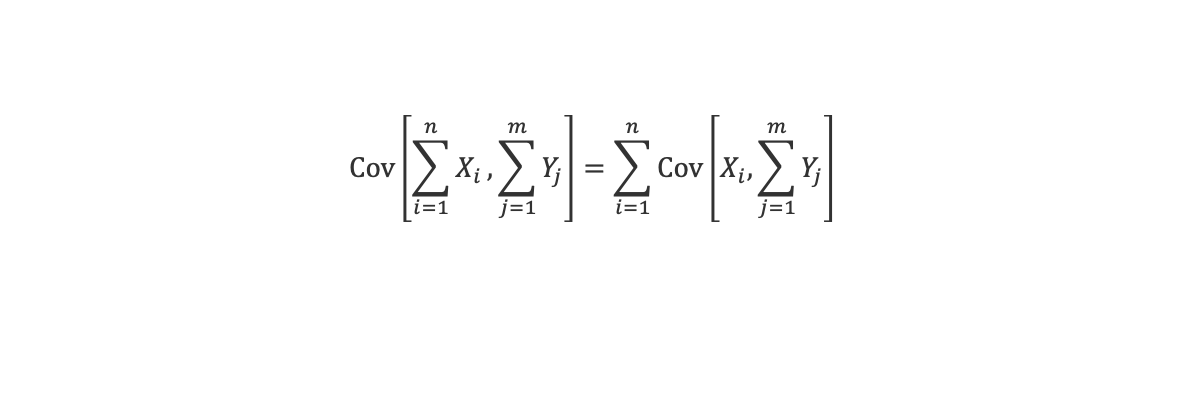 Cov[∑_{i=1}^{n} X_i, ∑_{j=1}^{m} Y_j] = ∑_{i=1}^{n} Cov[X_i, ∑_{j=1}^{m} Y_j]